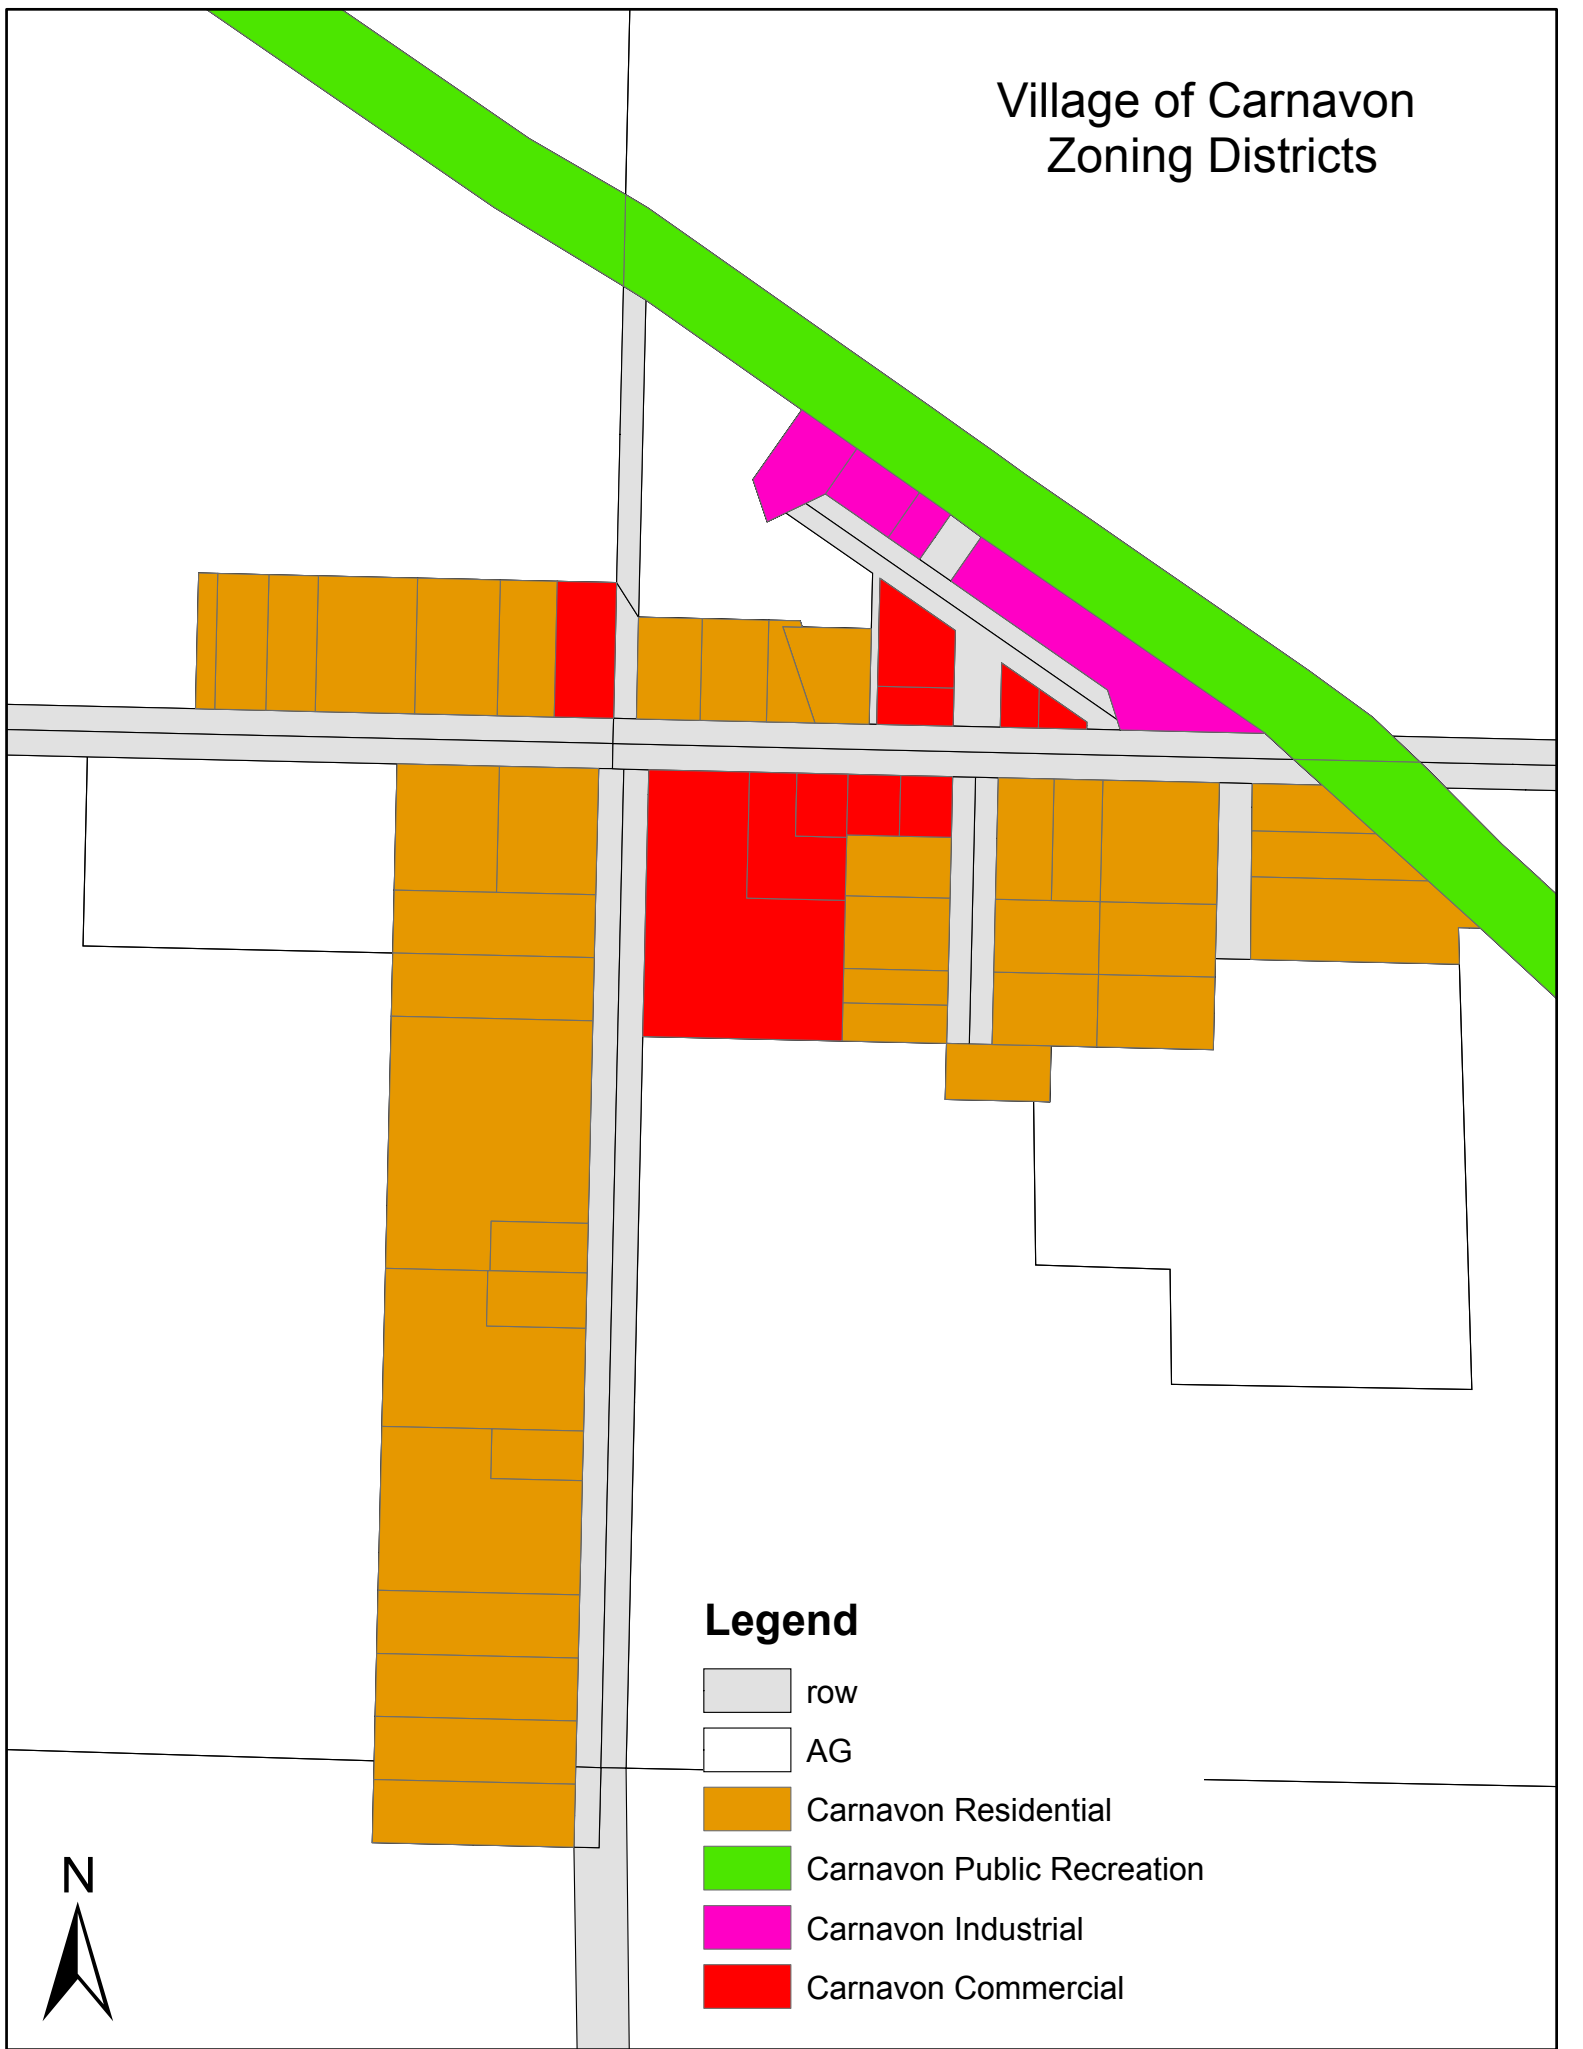 Village of Carnavon
Zoning Districts
Legend
row
AG
Carnavon Residential
Carnavon Public Recreation
Carnavon Industrial
Carnavon Commercial
N